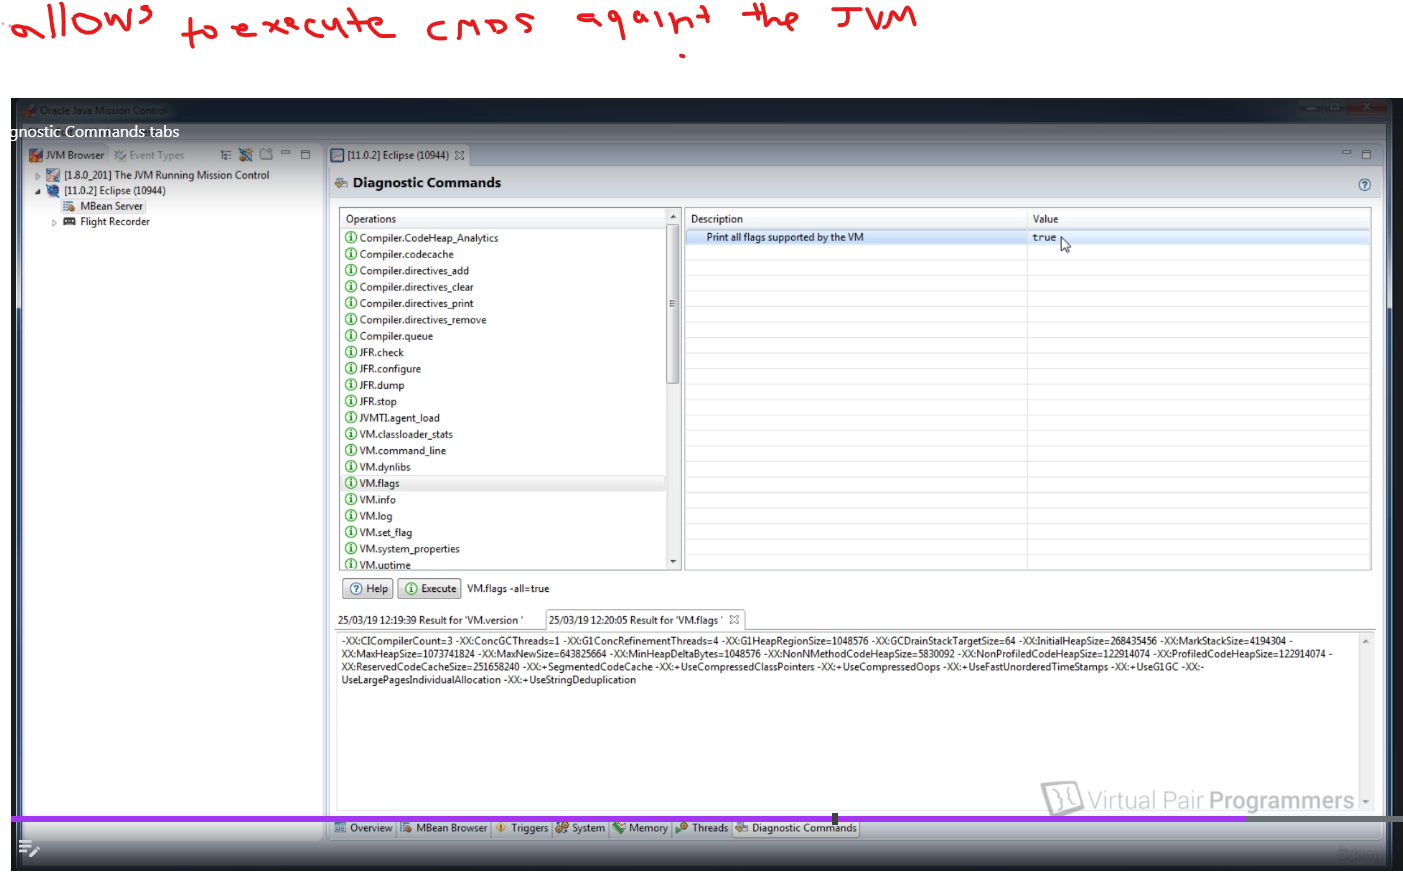 allows to execute CMDS againt the JVM
Oracle Java Mission Control
gnostic Commands tabs
JVM Browser
Event Types
[11.0.2] Eclipse (10944)
[1.8.0_201] The JVM Running Mission Control
[11.0.2] Eclipse (10944)
MBean Server
Flight Recorder
Diagnostic Commands
Operations
Compiler.CodeHeap_Analytics
Compiler.codecache
Compiler.directives_add
Compiler.directives_clear
Compiler.directives_print
Compiler.directives_remove
Compiler.queue
JFR.check
JFR.configure
JFR.dump
JFR.stop
JVMTI.agent_load
VM.classloader_stats
VM.command_line
VM.dynlibs
VM.flags
VM.info
VM.log
VM.set_flag
VM.system_properties
VM.uptime
Description Value
Print all flags supported by the VM true
Help Execute VM.flags -all=true
25/03/19 12:19:39 Result for 'VM.version ' 25/03/19 12:20:05 Result for 'VM.flags '
-XX:CICompilerCount=3 -XX:ConcGCThreads=1 -XX:G1ConcRefinementThreads=4 -XX:G1HeapRegionSize=1048576 -XX:GCDrainStackTargetSize=64 -XX:InitialHeapSize=268435456 -XX:MarkStackSize=4194304 -
XX:MaxHeapSize=1073741824 -XX:MaxNewSize=643825664 -XX:MinHeapDeltaBytes=1048576 -XX:NonNMethodCodeHeapSize=5830092 -XX:NonProfiledCodeHeapSize=122914074 -XX:ProfiledCodeHeapSize=122914074 -
XX:ReservedCodeCacheSize=251658240 -XX:+SegmentedCodeCache -XX:+UseCompressedClassPointers -XX:+UseCompressedOops -XX:+UseFastUnorderedTimeStamps -XX:+UseG1GC -XX:-
UseLargePagesIndividualAllocation -XX:+UseStringDeduplication
Virtual Pair Programmers
Overview MBean Browser Triggers System Memory Threads Diagnostic Commands
Udemy